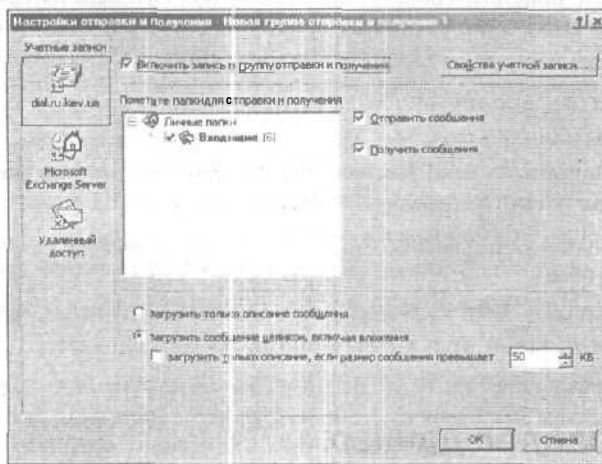 Настройки отправки и получения - Новая группа отправки и получения 1
Учетные записи
dial.ru.kiev.ua
Microsoft
Exchange Server
Удаленный
доступ
Включить запись в группу отправки и получения
Свойства учетной записи...
Пометьте папки для отправки и получения
Личные папки
Входящие (6)
Отправить сообщения
Получить сообщения
загрузить только описание сообщения
загрузить сообщение целиком, включая вложения
загрузить только описание, если размер сообщения превышает 50 КБ
OK
Отмена